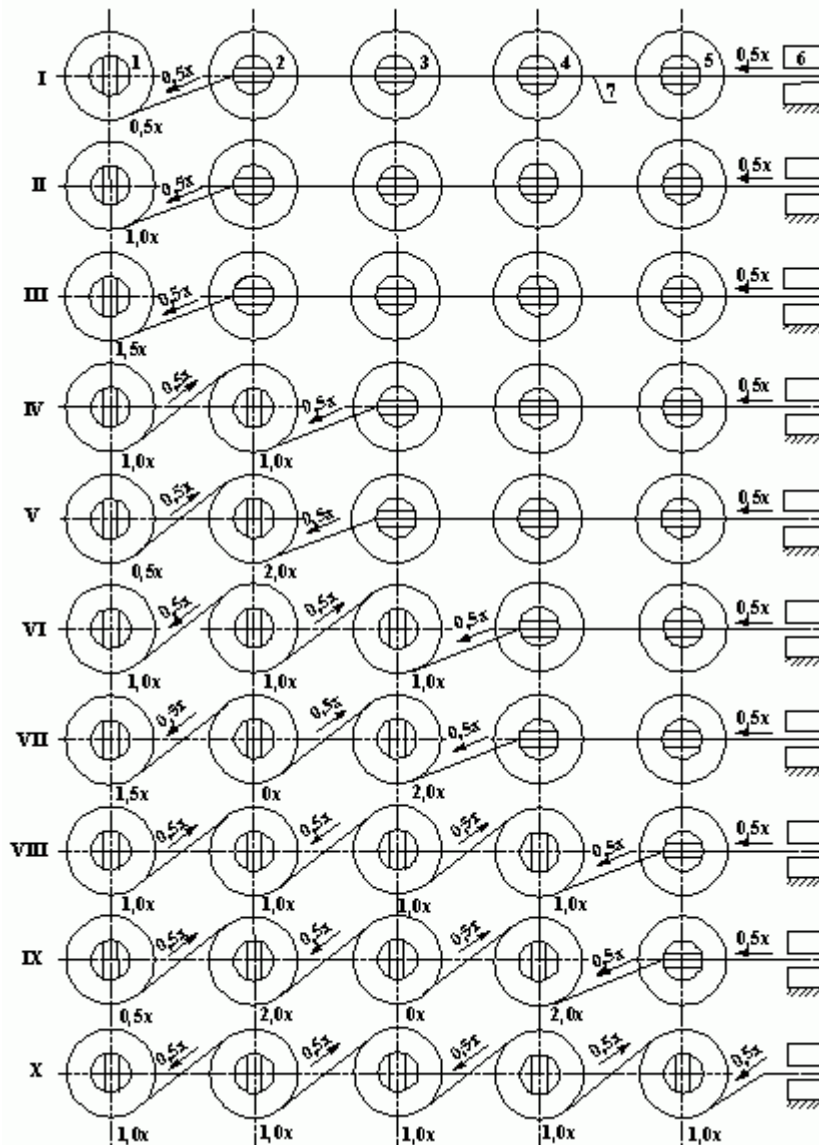 1 2 3 4 5 6
0,5x 0,5x
I 7
0,5x
0,5x 0,5x
II
1,0x
0,5x 0,5x
III
1,5x
0,5x 0,5x 0,5x
IV
1,0x 1,0x
0,5x 0,5x 0,5x
V
0,5x 2,0x
0,5x 0,5x 0,5x 0,5x
VI
1,0x 1,0x 1,0x
0,5x 0,5x 0,5x 0,5x
VII
1,5x 0x 2,0x
0,5x 0,5x 0,5x 0,5x 0,5x
VIII
1,0x 1,0x 1,0x 1,0x
0,5x 0,5x 0,5x 0,5x 0,5x
IX
0,5x 2,0x 0x 2,0x
0,5x 0,5x 0,5x 0,5x 0,5x
X
1,0x 1,0x 1,0x 1,0x 1,0x